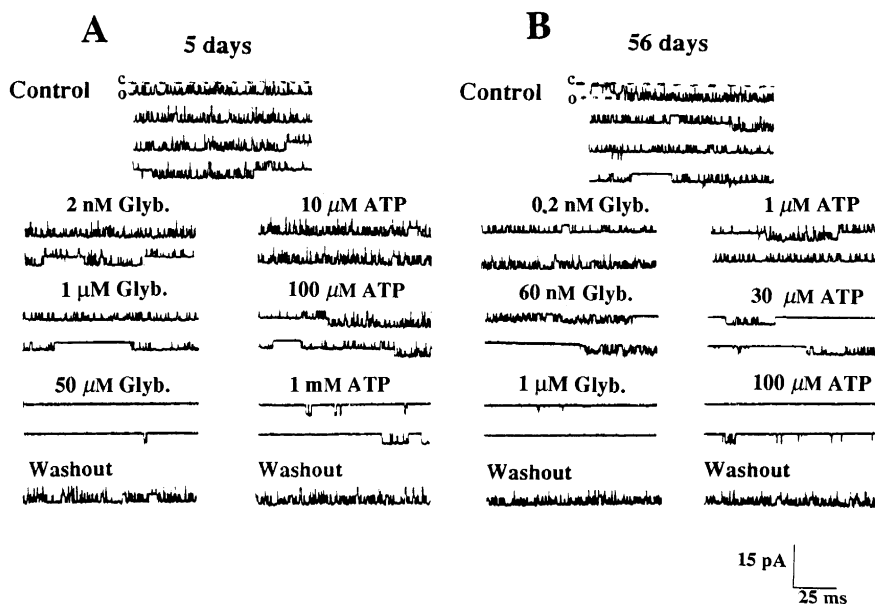 A
5 days
Control
c
o
2 nM Glyb.
10 µM ATP
1 µM Glyb.
100 µM ATP
50 µM Glyb.
1 mM ATP
Washout
Washout
B
56 days
Control
c
o
0.2 nM Glyb.
1 µM ATP
60 nM Glyb.
30 µM ATP
1 µM Glyb.
100 µM ATP
Washout
Washout
15 pA
25 ms